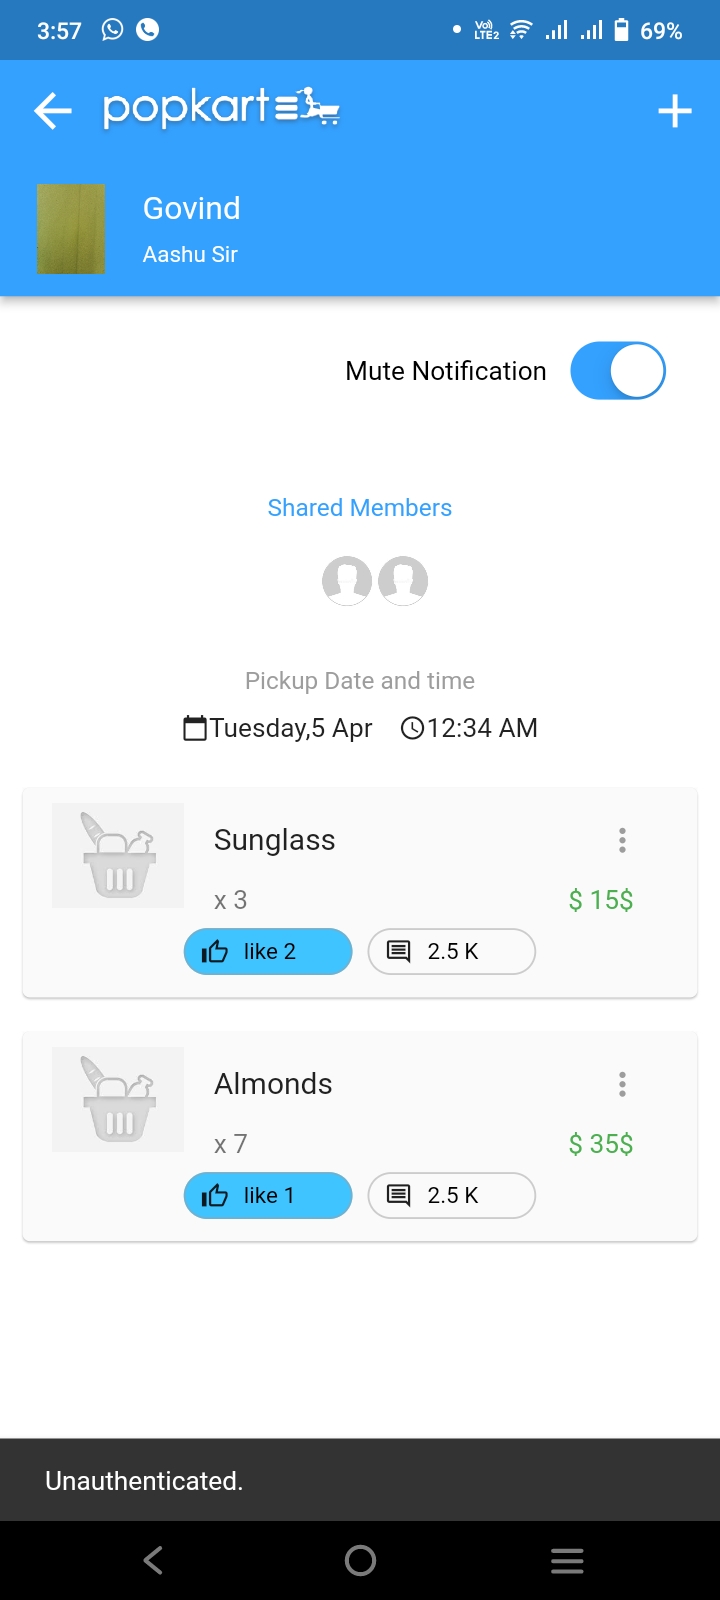 3:57
Vo))
LTE2
69%
popkart
Govind
Aashu Sir
Mute Notification
Shared Members
Pickup Date and time
Tuesday,5 Apr 12:34 AM
Sunglass
x 3 $ 15$
like 2 2.5 K
Almonds
x 7 $ 35$
like 1 2.5 K
Unauthenticated.